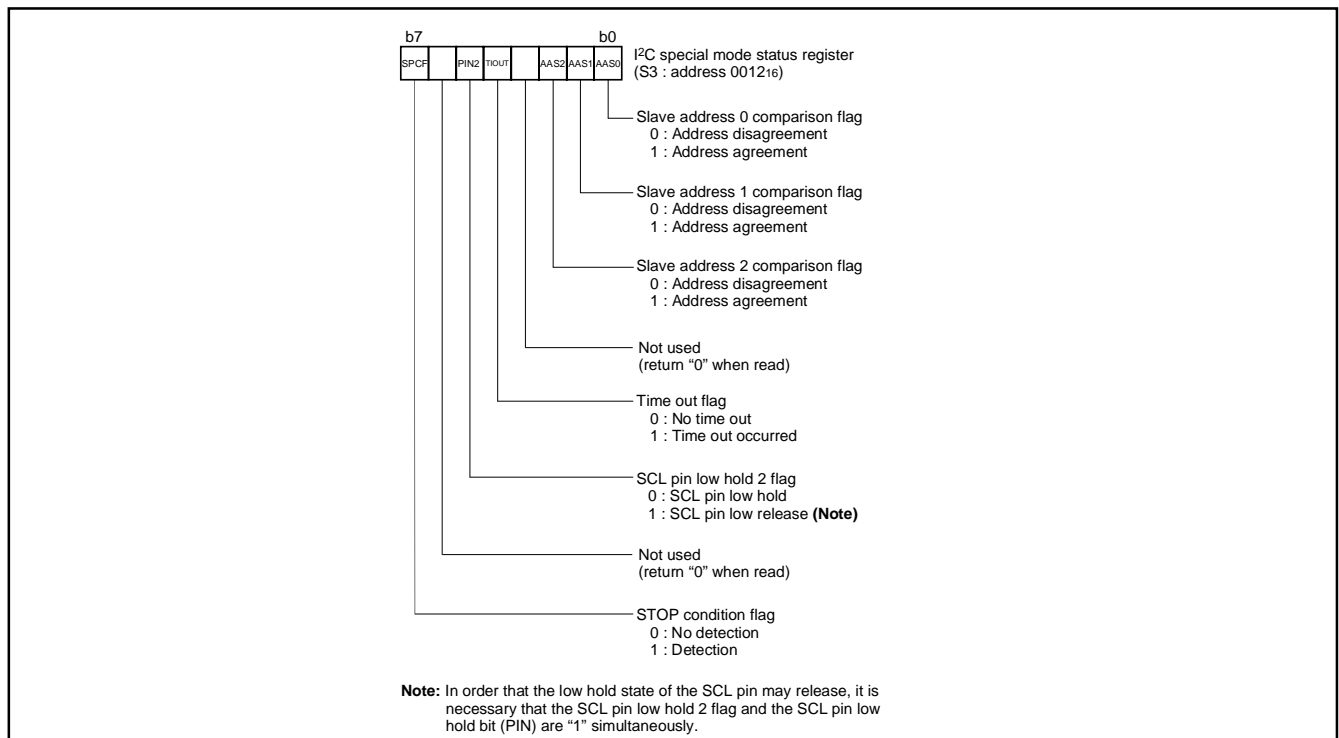 b7 b0
SPCF PIN2 TIOUT AAS2 AAS1 AAS0
I2C special mode status register
(S3 : address 001216)
Slave address 0 comparison flag
0 : Address disagreement
1 : Address agreement
Slave address 1 comparison flag
0 : Address disagreement
1 : Address agreement
Slave address 2 comparison flag
0 : Address disagreement
1 : Address agreement
Not used
(return “0” when read)
Time out flag
0 : No time out
1 : Time out occurred
SCL pin low hold 2 flag
0 : SCL pin low hold
1 : SCL pin low release (Note)
Not used
(return “0” when read)
STOP condition flag
0 : No detection
1 : Detection
Note: In order that the low hold state of the SCL pin may release, it is
necessary that the SCL pin low hold 2 flag and the SCL pin low
hold bit (PIN) are “1” simultaneously.